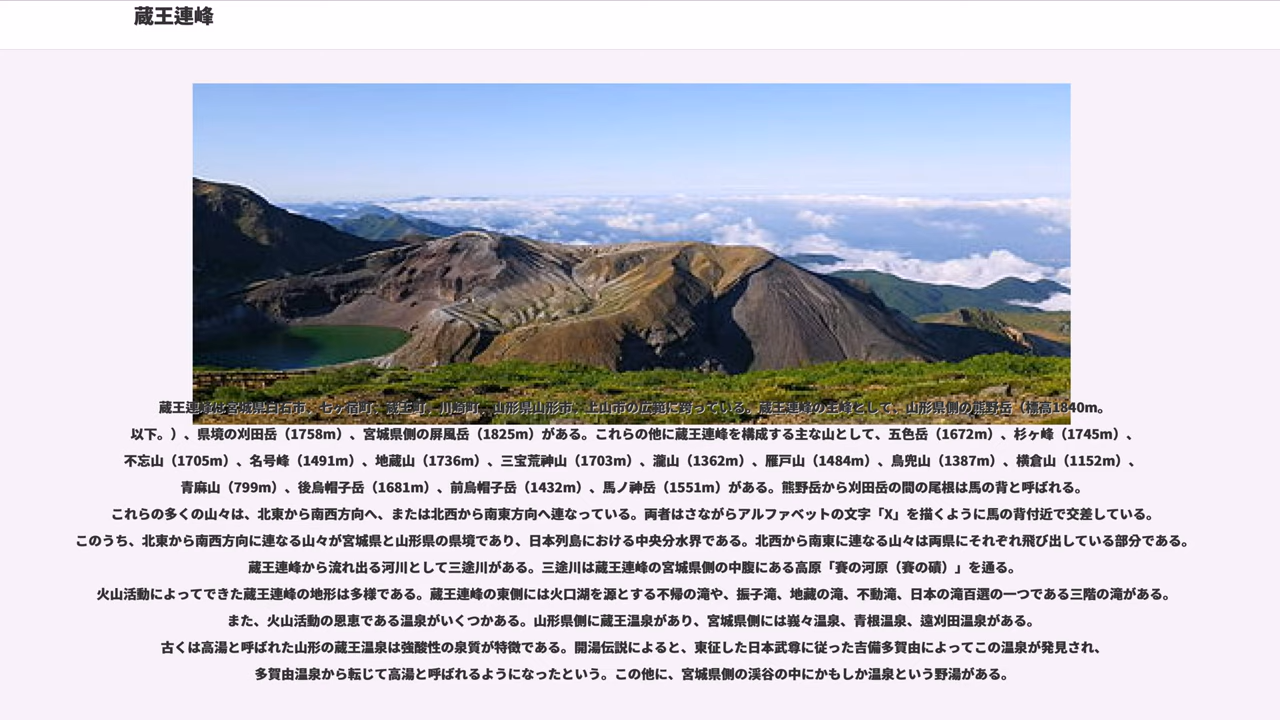 蔵王連峰
蔵王連峰は宮城県白石市、七ヶ宿町、蔵王町、川崎町、山形県山形市、上山市の広範に跨っている。蔵王連峰の主峰として、山形県側の熊野岳（標高1840m。
以下。）、県境の刈田岳（1758m）、宮城県側の屏風岳（1825m）がある。これらの他に蔵王連峰を構成する主な山として、五色岳（1672m）、杉ヶ峰（1745m）、
不忘山（1705m）、名号峰（1491m）、地蔵山（1736m）、三宝荒神山（1703m）、瀧山（1362m）、雁戸山（1484m）、鳥兜山（1387m）、横倉山（1152m）、
青麻山（799m）、後烏帽子岳（1681m）、前烏帽子岳（1432m）、馬ノ神岳（1551m）がある。熊野岳から刈田岳の間の尾根は馬の背と呼ばれる。
これらの多くの山々は、北東から南西方向へ、または北西から南東方向へ連なっている。両者はさながらアルファベットの文字「X」を描くように馬の背付近で交差している。
このうち、北東から南西方向に連なる山々が宮城県と山形県の県境であり、日本列島における中央分水界である。北西から南東に連なる山々は両県にそれぞれ飛び出している部分である。
蔵王連峰から流れ出る河川として三途川がある。三途川は蔵王連峰の宮城県側の中腹にある高原「賽の河原（賽の磧）」を通る。
火山活動によってできた蔵王連峰の地形は多様である。蔵王連峰の東側には火口湖を源とする不帰の滝や、振子滝、地蔵の滝、不動滝、日本の滝百選の一つである三階の滝がある。
また、火山活動の恩恵である温泉がいくつかある。山形県側に蔵王温泉があり、宮城県側には峩々温泉、青根温泉、遠刈田温泉がある。
古くは高湯と呼ばれた山形の蔵王温泉は強酸性の泉質が特徴である。開湯伝説によると、東征した日本武尊に従った吉備多賀由によってこの温泉が発見され、
多賀由温泉から転じて高湯と呼ばれるようになったという。この他に、宮城県側の渓谷の中にかもしか温泉という野湯がある。